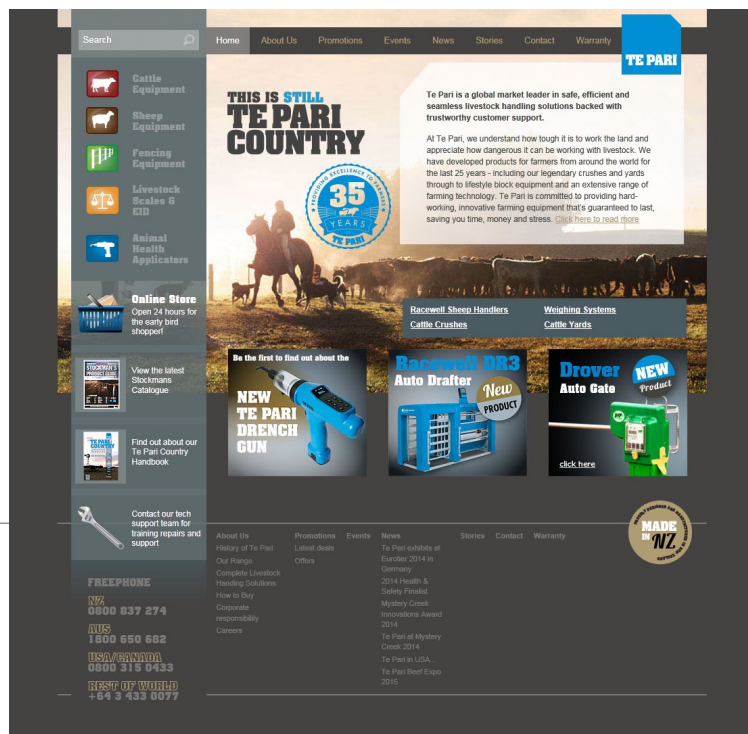 Search
Home About Us Promotions Events News Stories Contact Warranty
TE PARI
Cattle
Equipment
Sheep
Equipment
Fencing
Equipment
Livestock
Scales &
EID
Animal
Health
Applicators
Online Store
Open 24 hours for
the early bird
shopper!
View the latest
Stockmans
Catalogue
Find out about our
Te Pari Country
Handbook
Contact our tech
support team for
training repairs and
support
FREEPHONE
NZ
0800 837 274
AUS
1800 650 682
USA/CANADA
0800 315 0433
REST OF WORLD
+64 3 433 0077
THIS IS STILL
TE PARI
COUNTRY
PROVIDING EXCELLENCE TO FARMERS
35
YEARS
TE PARI
Te Pari is a global market leader in safe, efficient and
seamless livestock handling solutions backed with
trustworthy customer support.
At Te Pari, we understand how tough it is to work the land and
appreciate how dangerous it can be working with livestock. We
have developed products for farmers from around the world for
the last 25 years - including our legendary crushes and yards
through to lifestyle block equipment and an extensive range of
farming technology. Te Pari is committed to providing hard-
working, innovative farming equipment that's guaranteed to last,
saving you time, money and stress. Click here to read more
Racewell Sheep Handlers Weighing Systems
Cattle Crushes Cattle Yards
Be the first to find out about the
NEW
TE PARI
DRENCH
GUN
Racewell DR3
Auto Drafter
New
PRODUCT
Drover
Auto Gate
NEW
Product
click here
STOCKMAN'S
PRODUCT GUIDE
TE PARI
COUNTRY
MADE
IN NZ
About Us
History of Te Pari
Our Range
Complete Livestock
Handing Solutions
How to Buy
Corporate
responsibility
Careers
Promotions
Latest deals
Offers
Events
News
Te Pari exhibits at
Eurotier 2014 in
Germany
2014 Health &
Safety Finalist
Mystery Creek
Innovations Award
2014
Te Pari at Mystery
Creek 2014
Te Pari in USA...
Te Pari Beef Expo
2015
Stories
Contact
Warranty